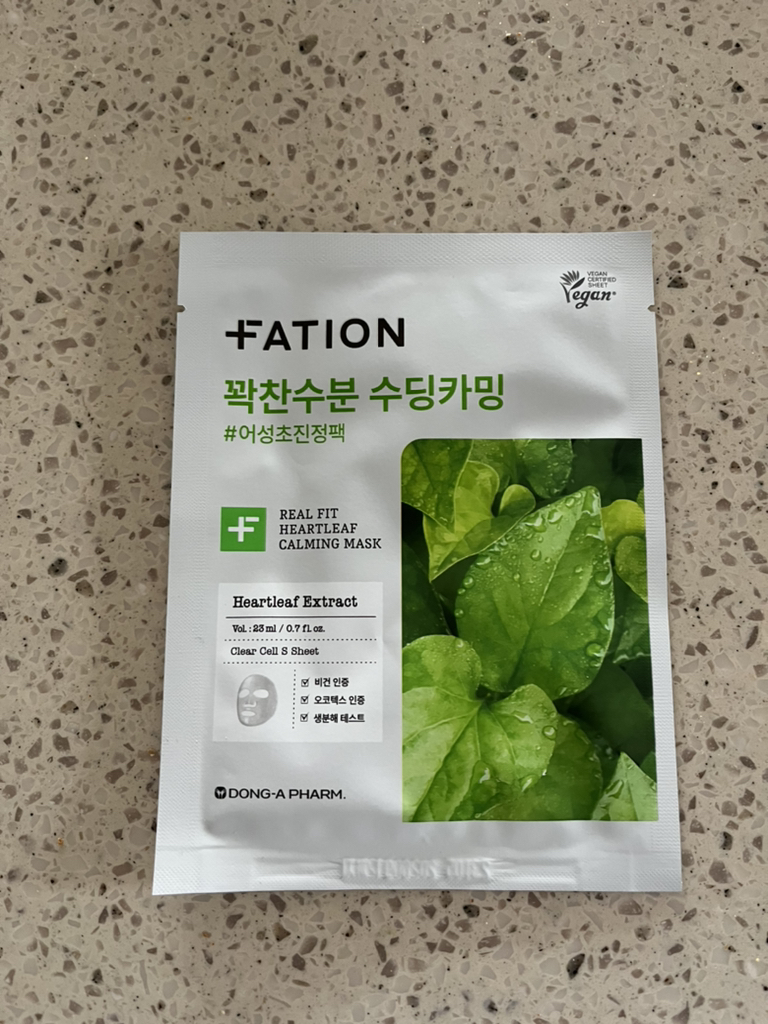 VEGAN
CERTIFIED
SHEET
Vegan
FATION
꽉찬수분 수딩카밍
#어성초진정팩
REAL FIT
HEARTLEAF
CALMING MASK
Heartleaf Extract
Vol. : 23 ml / 0.7 fl. oz.
Clear Cell S Sheet
비건 인증
오코텍스 인증
생분해 테스트
DONG-A PHARM.